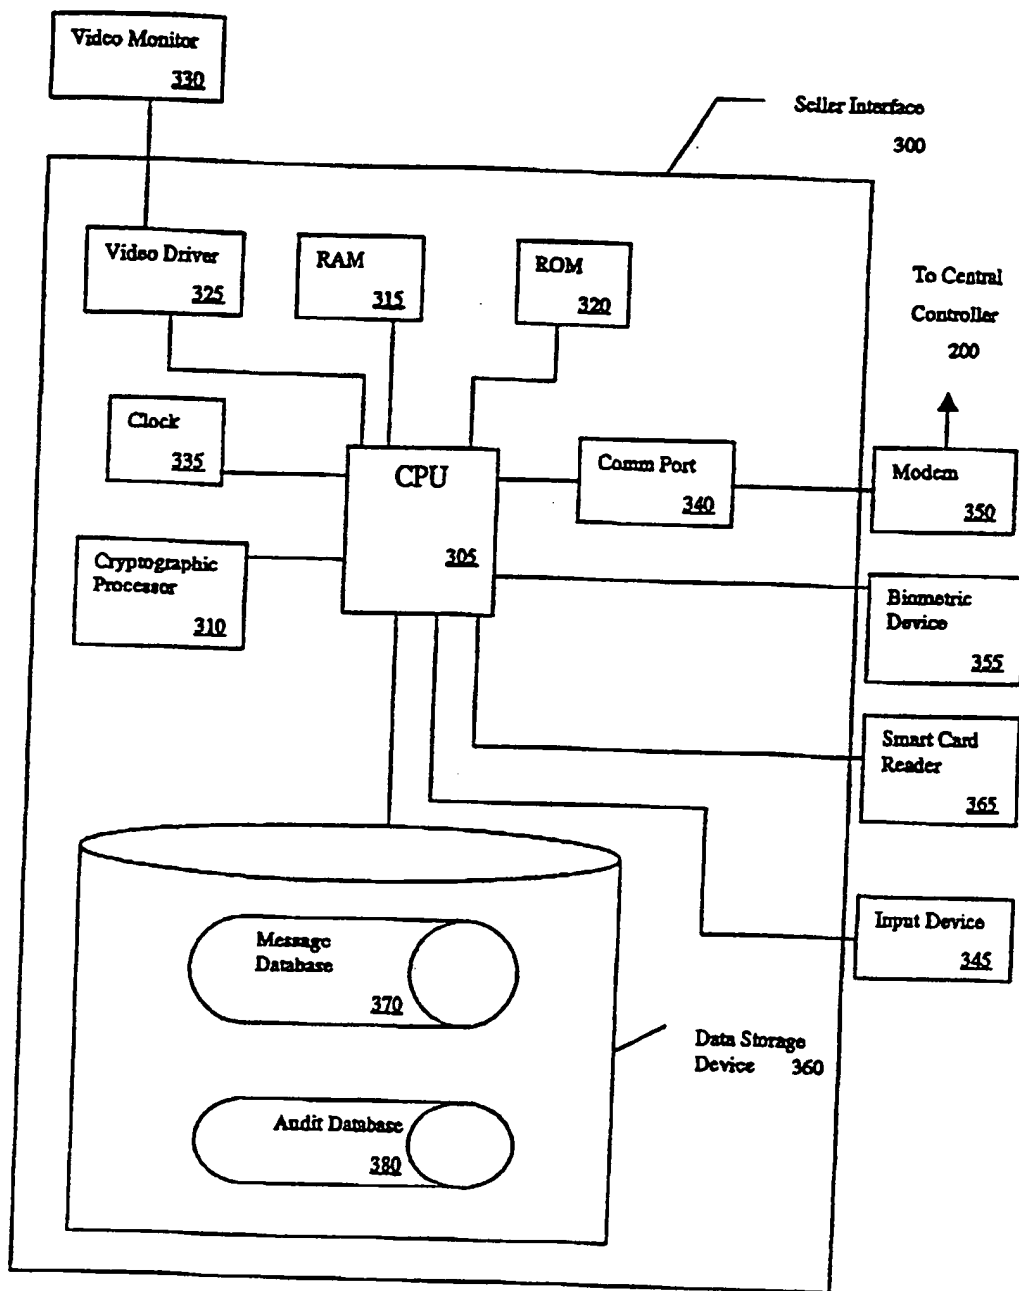 Video Monitor
330
Seller Interface
300
Video Driver
325
RAM
315
ROM
320
To Central
Controller
200
Clock
335
CPU
305
Comm Port
340
Modem
350
Cryptographic
Processor
310
Biometric
Device
355
Smart Card
Reader
365
Input Device
345
Message
Database
370
Data Storage
Device 360
Audit Database
380